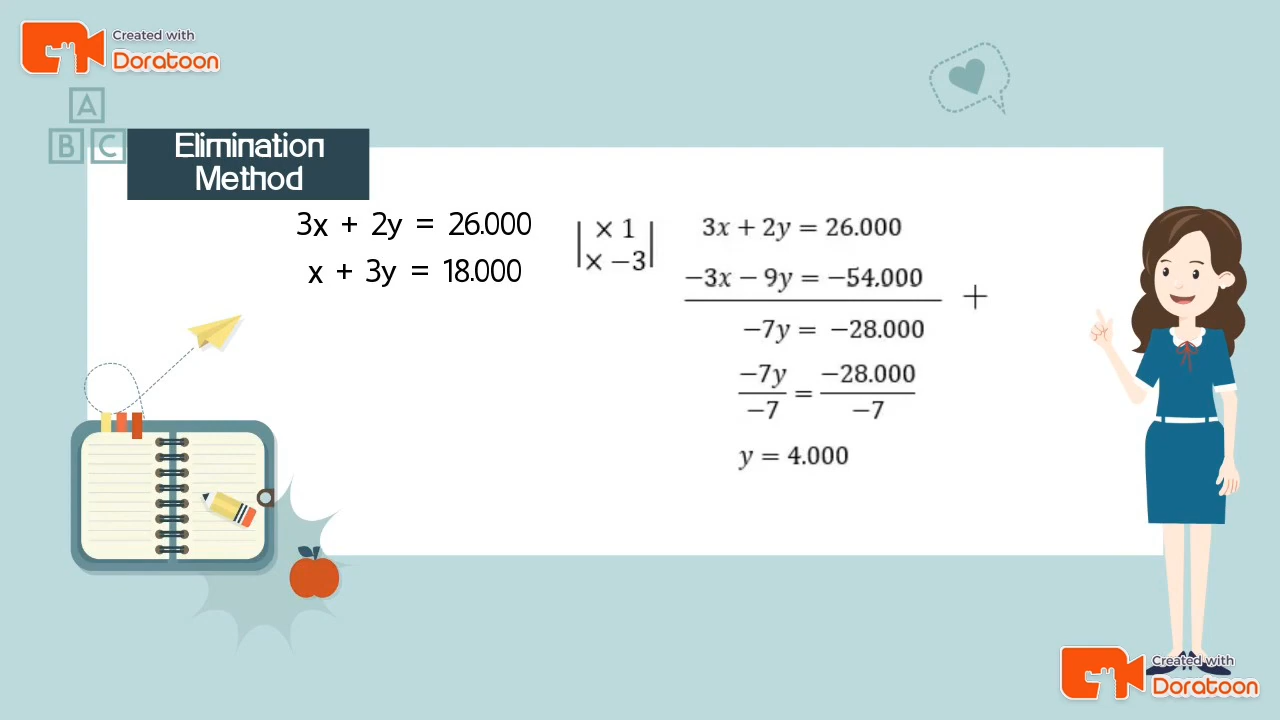 Created with
Doratoon
A
B C
Elimination
Method
3x + 2y = 26.000
x + 3y = 18.000
| × 1 |
| × −3 |
3x + 2y = 26.000
−3x − 9y = −54.000
+
−7y = −28.000
−7y/−7 = −28.000/−7
y = 4.000
Created with
Doratoon